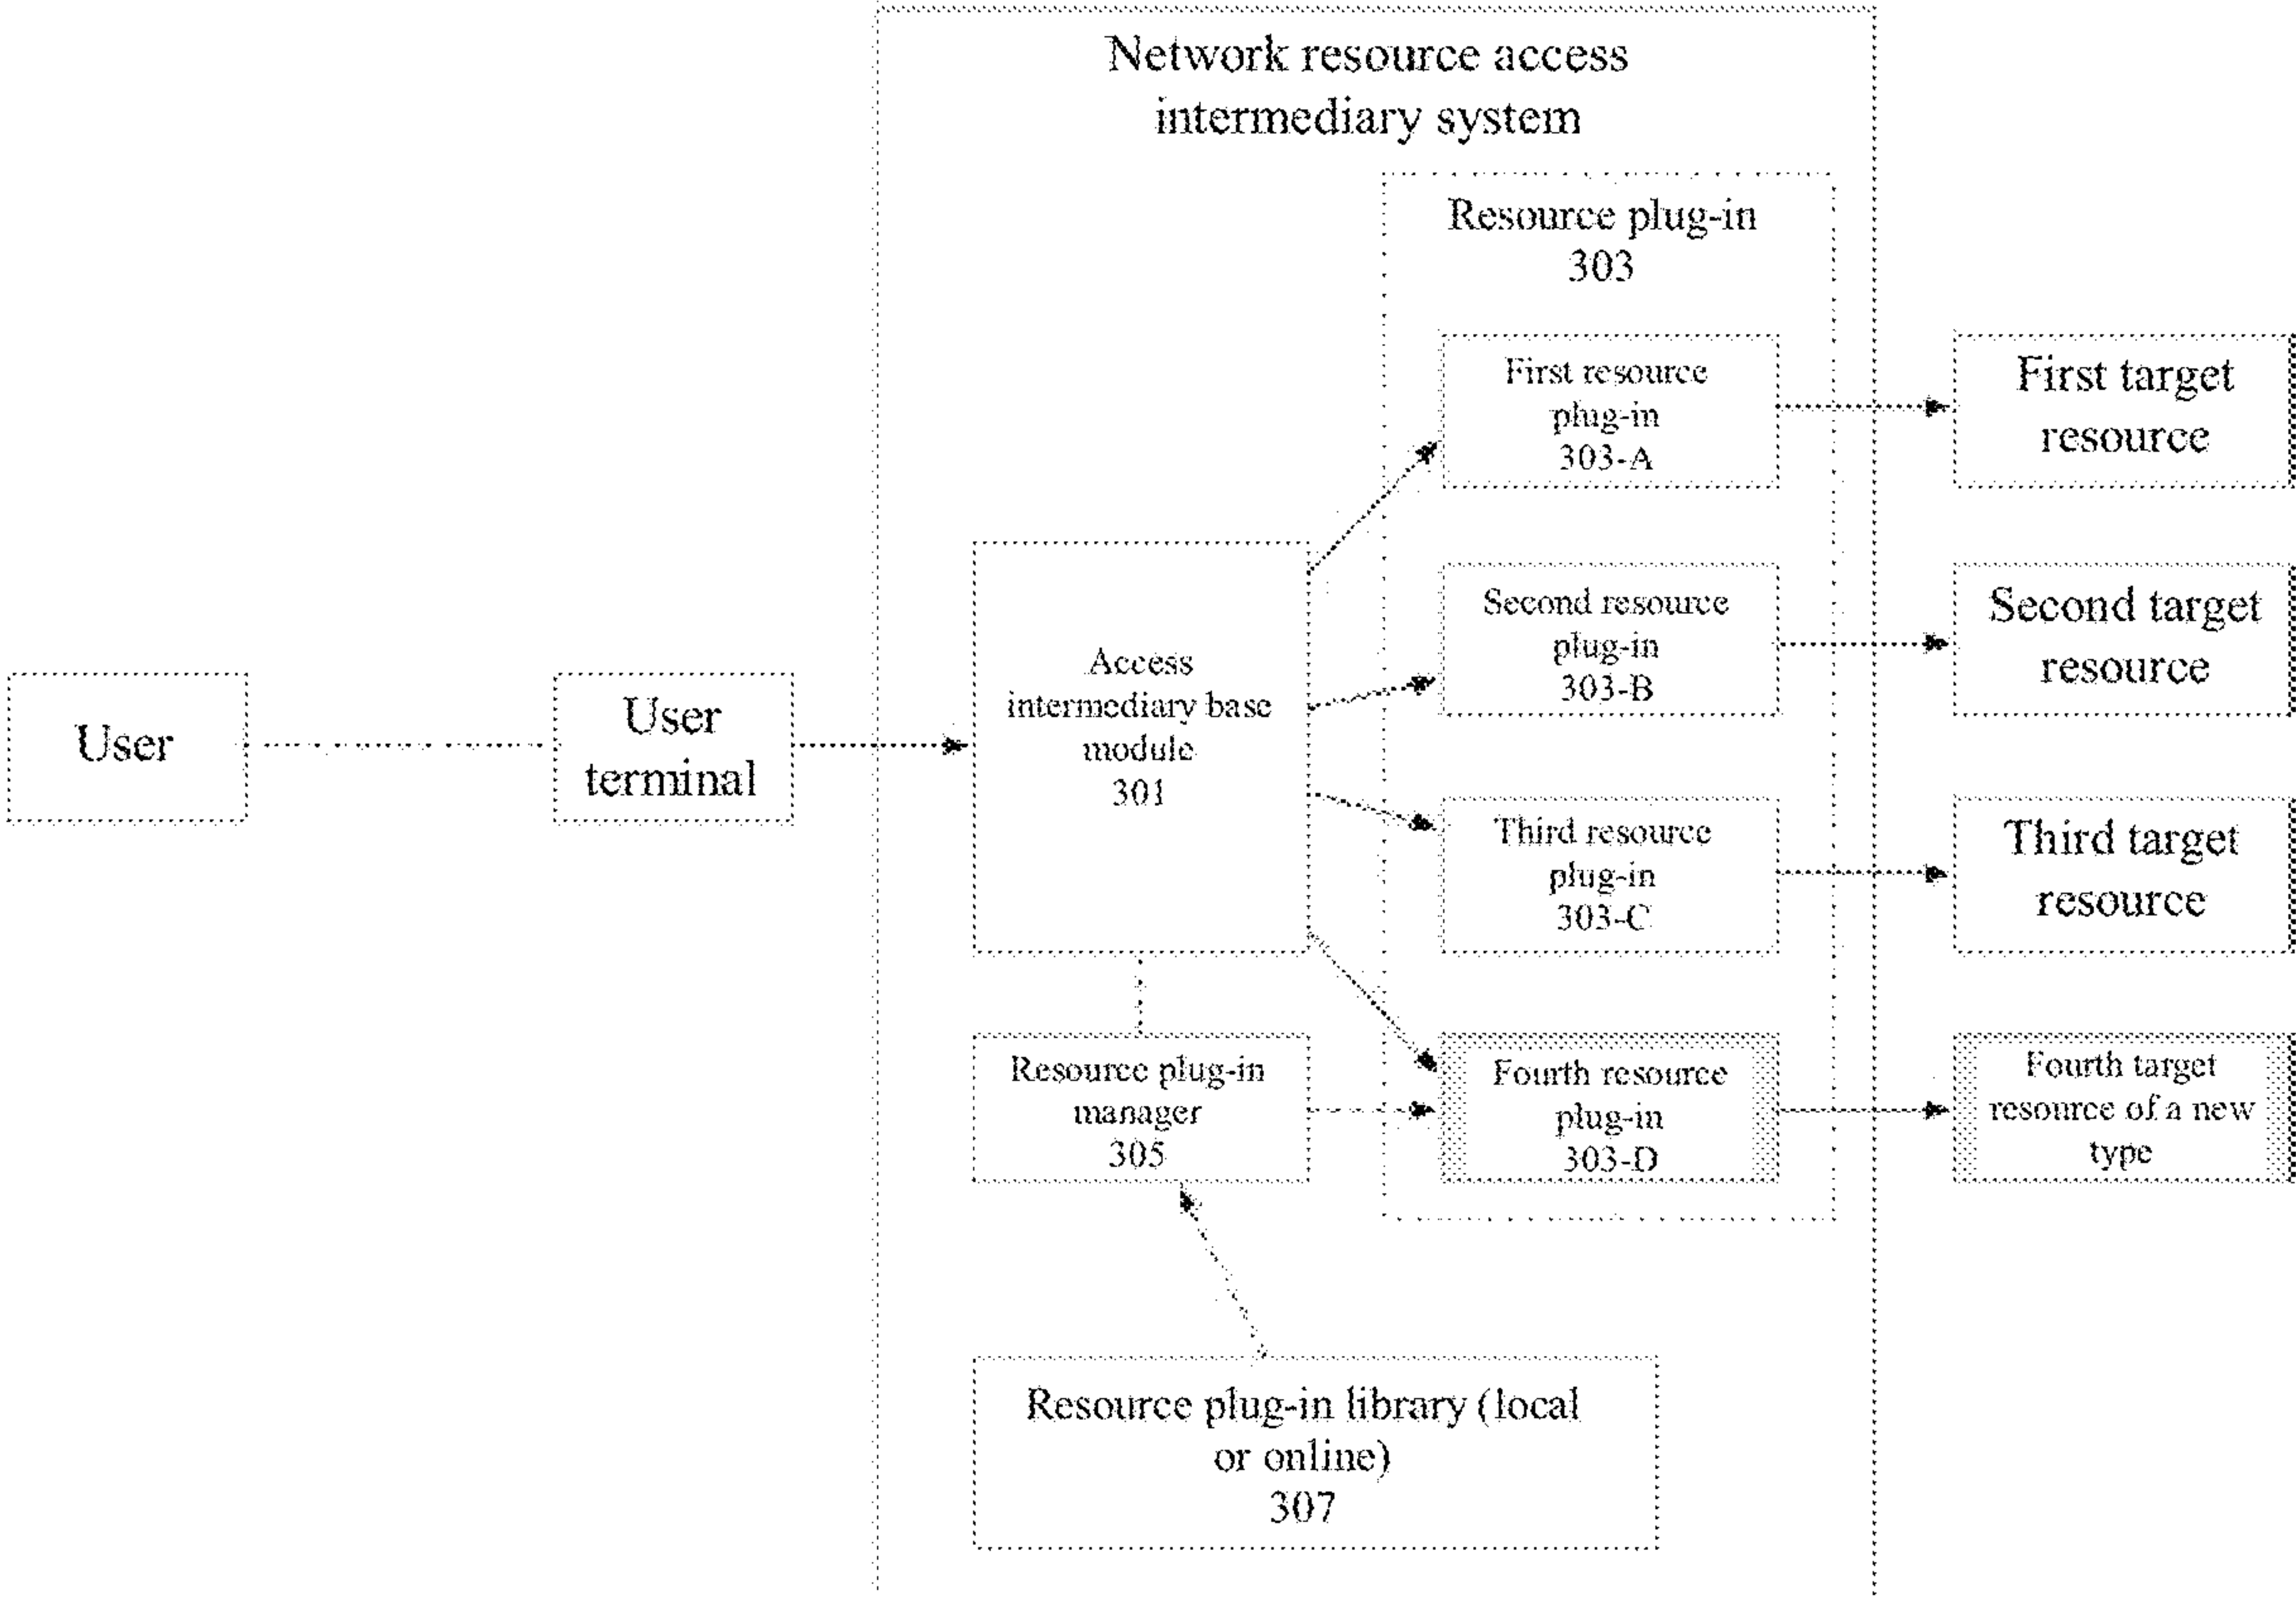 Network resource access
intermediary system
Resource plug-in
303
First resource
plug-in
303-A
First target
resource
Second resource
plug-in
303-B
Second target
resource
User
User
terminal
Access
intermediary base
module
301
Third resource
plug-in
303-C
Third target
resource
Resource plug-in
manager
305
Fourth resource
plug-in
303-D
Fourth target
resource of a new
type
Resource plug-in library (local
or online)
307